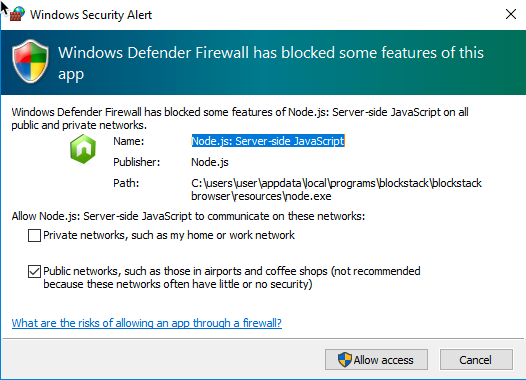 Windows Security Alert
Windows Defender Firewall has blocked some features of this
app
Windows Defender Firewall has blocked some features of Node.js: Server-side JavaScript on all
public and private networks.
Name: Node.js: Server-side JavaScript
Publisher: Node.js
Path: C:\users\user\appdata\local\programs\blockstack\blockstack
browser\resources\node.exe
Allow Node.js: Server-side JavaScript to communicate on these networks:
Private networks, such as my home or work network
Public networks, such as those in airports and coffee shops (not recommended
because these networks often have little or no security)
What are the risks of allowing an app through a firewall?
Allow access Cancel